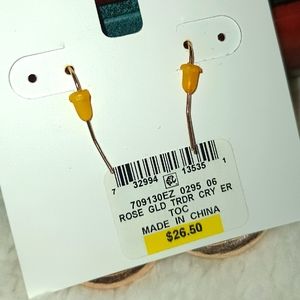 7 32994 13535 1
709130EZ 0295 06
ROSE GLD TRDR CRY ER
TOC
MADE IN CHINA
$26.50